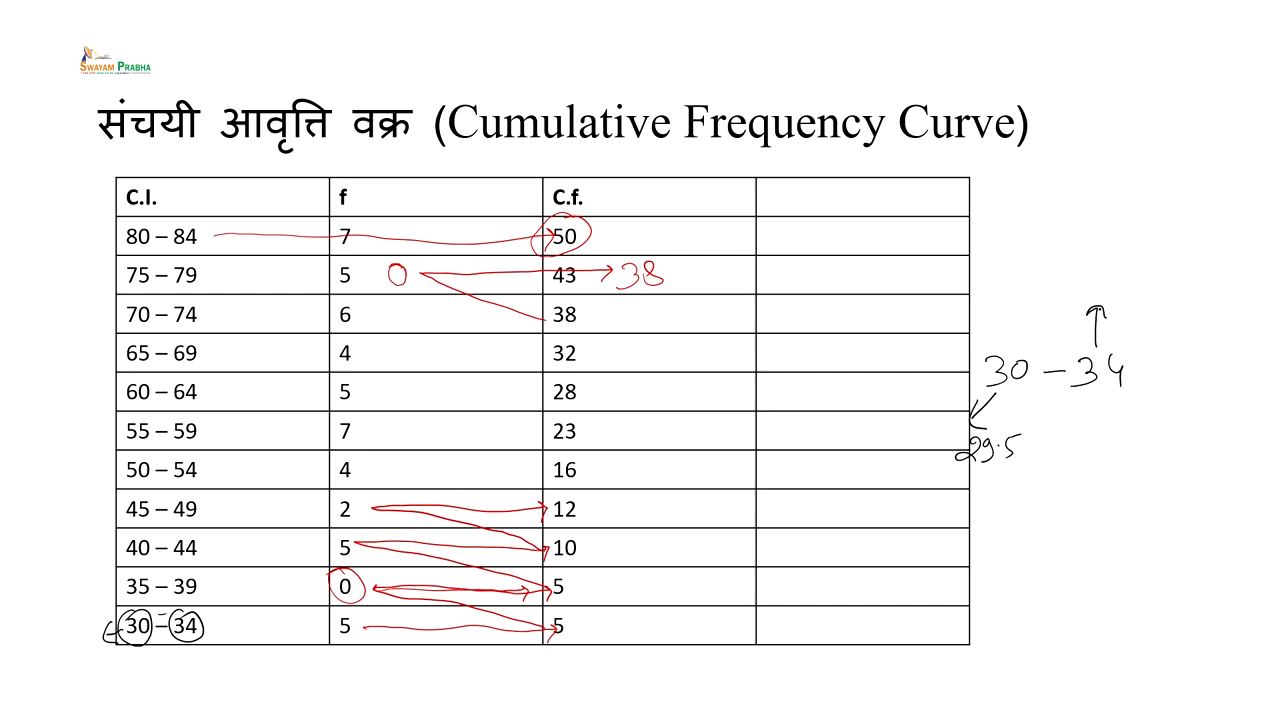 SWAYAM PRABHA
संचयी आवृत्ति वक्र (Cumulative Frequency Curve)
C.I. f C.f.
80 – 84 7 50
75 – 79 5 0 43 38
70 – 74 6 38
65 – 69 4 32
30 – 34
60 – 64 5 28
55 – 59 7 23
29.5
50 – 54 4 16
45 – 49 2 12
40 – 44 5 10
35 – 39 0 5
30 – 34 5 5